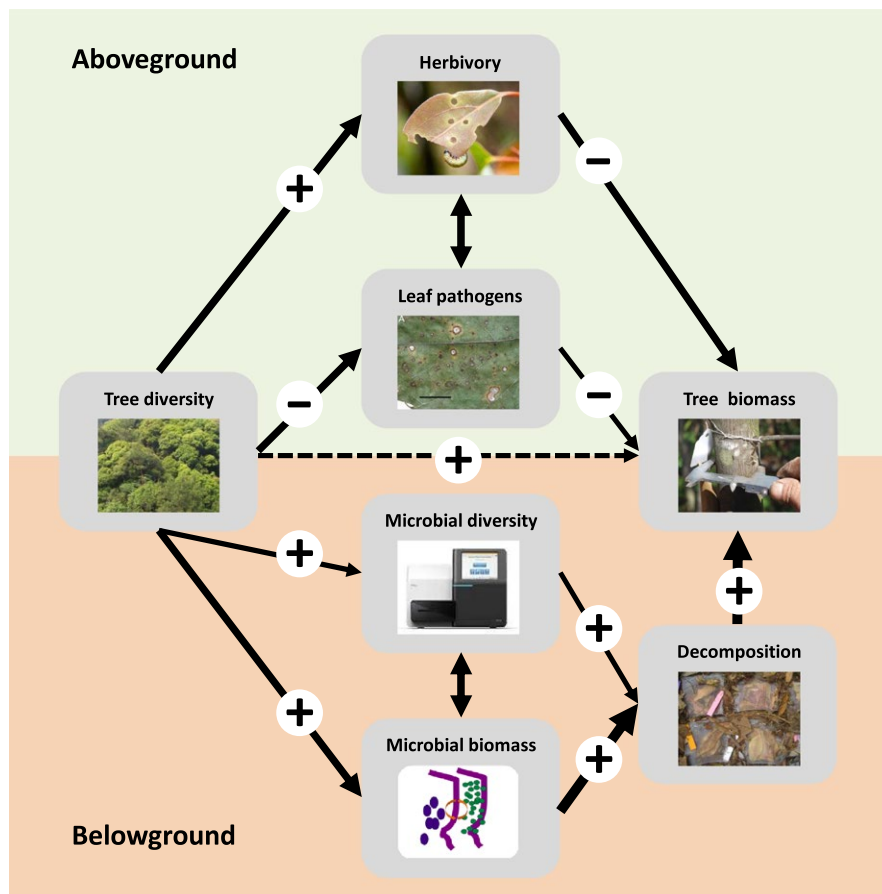 Aboveground
Herbivory
+
−
Leaf pathogens
Tree diversity
−
−
Tree biomass
+
Microbial diversity
+
+
+
Decomposition
+
Microbial biomass
+
Belowground